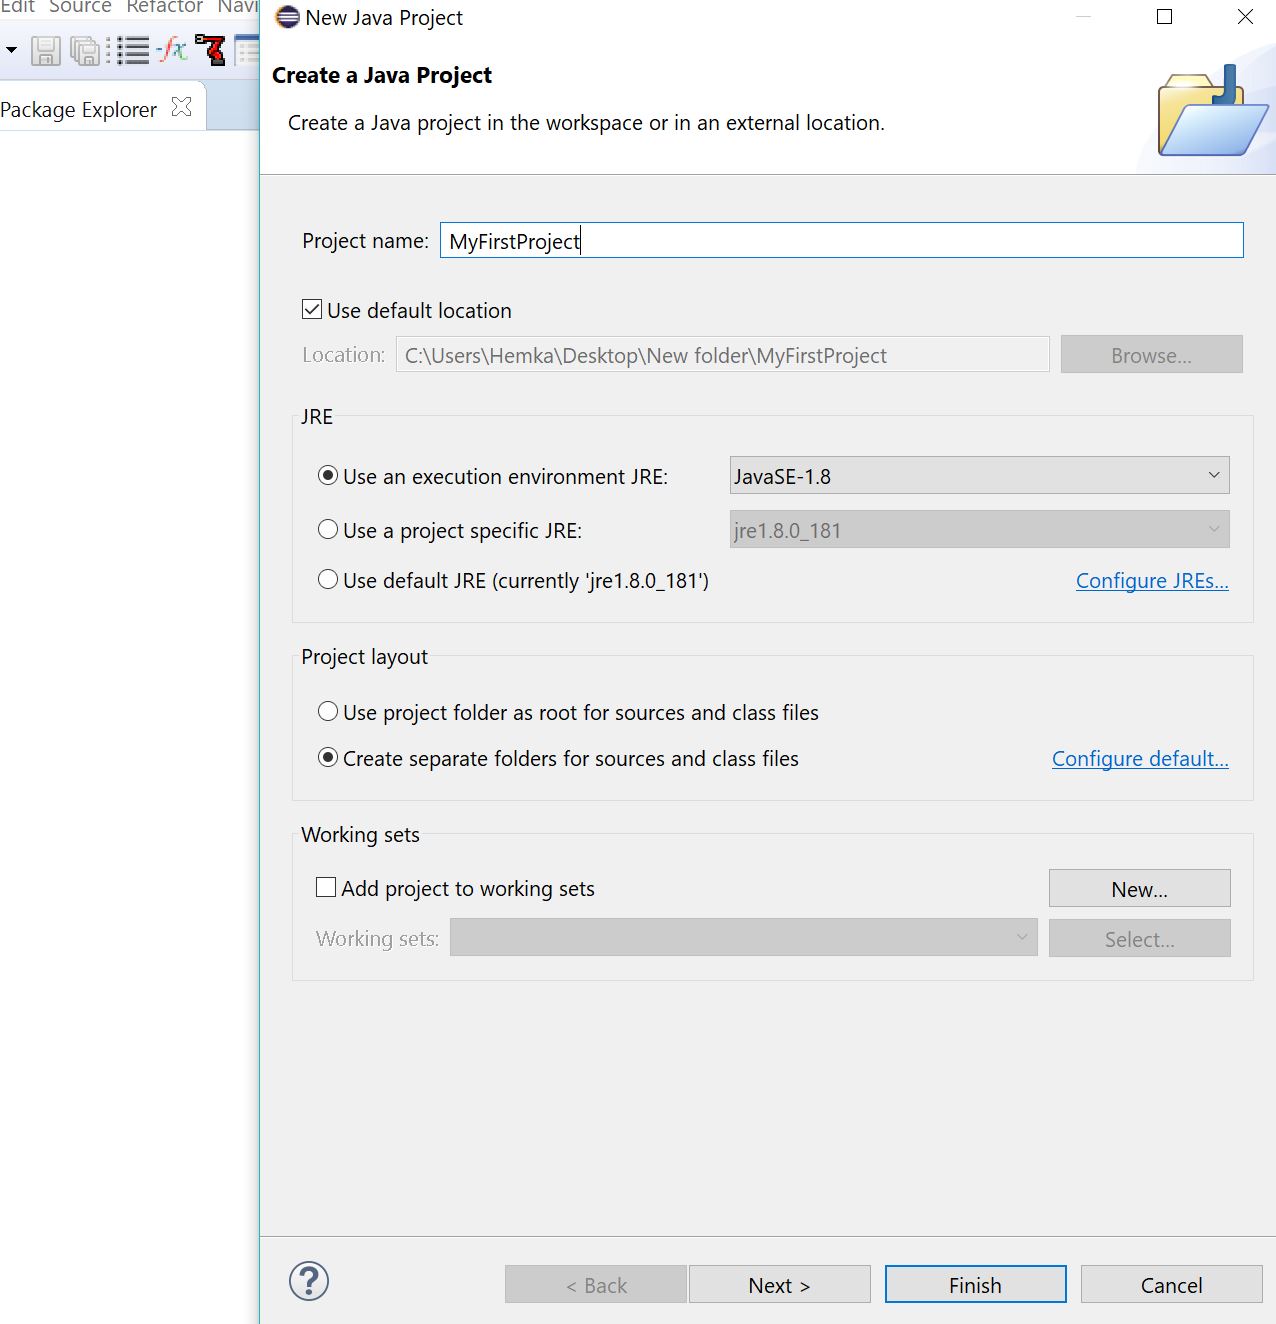 Edit Source Refactor Navi
New Java Project
Package Explorer
Create a Java Project
Create a Java project in the workspace or in an external location.
Project name: MyFirstProject
Use default location
Location: C:\Users\Hemka\Desktop\New folder\MyFirstProject Browse...
JRE
Use an execution environment JRE: JavaSE-1.8
Use a project specific JRE: jre1.8.0_181
Use default JRE (currently 'jre1.8.0_181') Configure JREs...
Project layout
Use project folder as root for sources and class files
Create separate folders for sources and class files Configure default...
Working sets
Add project to working sets New...
Working sets: Select...
? < Back Next > Finish Cancel